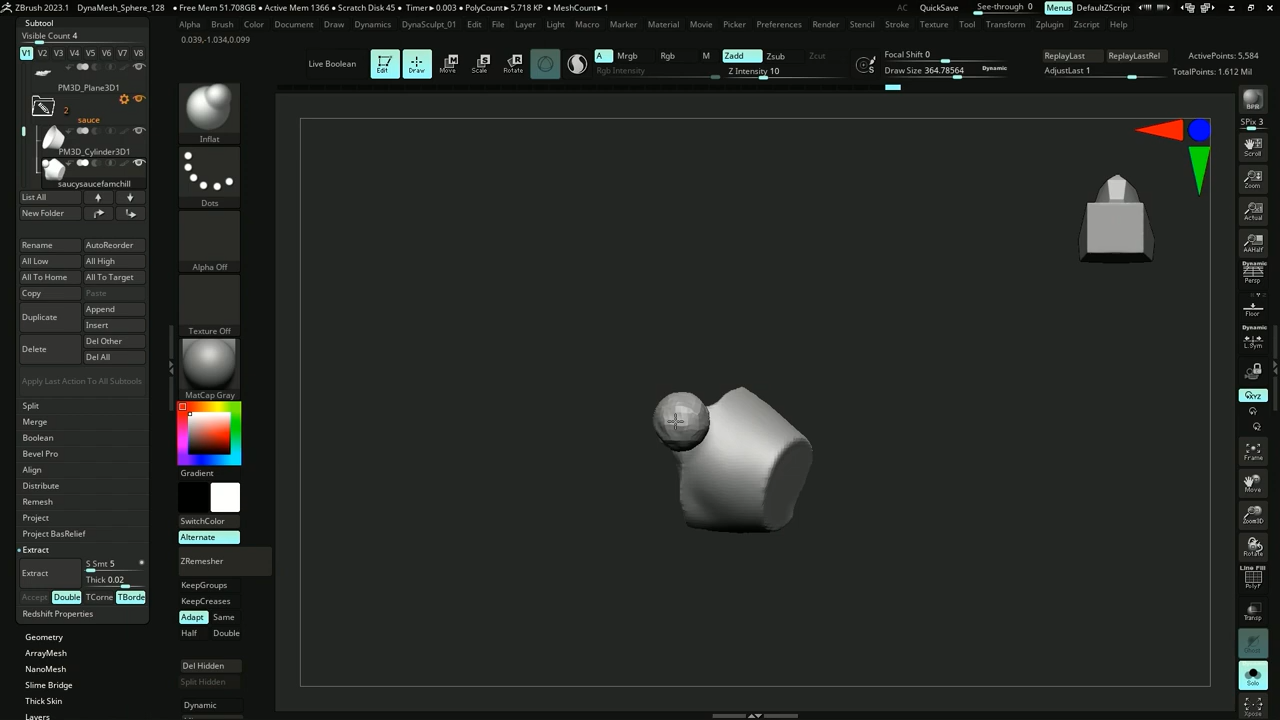 ZBrush 2023.1 DynaMesh_Sphere_128 ● Free Mem 51.708GB ● Active Mem 1366 ● Scratch Disk 45 ● Timer▸0.003 ● PolyCount▸5.718 KP ● MeshCount▸1 AC QuickSave See-through 0 Menus DefaultZScript
Alpha Brush Color Document Draw Dynamics DynaSculpt_01 File Layer Light Macro Marker Material Movie Picker Preferences Render Stencil Stroke Texture Tool Transform Zplugin Zscript Help
0.039,-1.034,0.099
Subtool
Visible Count 4
V1 V2 V3 V4 V5 V6 V7 V8
PM3D_Plane3D1
2
sauce
PM3D_Cylinder3D1
saucysaucefamchill
List All
New Folder
Rename AutoReorder
All Low All High
All To Home All To Target
Copy Paste
Duplicate Append
Insert
Delete Del Other
Del All
Apply Last Action To All Subtools
Split
Merge
Boolean
Bevel Pro
Align
Distribute
Remesh
Project
Project BasRelief
Extract
Extract S Smt 5
Thick 0.02
Accept Double TCorne TBorde
Redshift Properties
Geometry
ArrayMesh
NanoMesh
Slime Bridge
Thick Skin
Layers
Inflat
Dots
Alpha Off
Texture Off
MatCap Gray
Gradient
SwitchColor
Alternate
ZRemesher
KeepGroups
KeepCreases
Adapt Same
Half Double
Del Hidden
Split Hidden
Dynamic
Live Boolean
Edit Draw Move Scale Rotate
A Mrgb Rgb M Zadd Zsub Zcut
Rgb Intensity Z Intensity 10
S
Focal Shift 0
Draw Size 364.78564 Dynamic
ReplayLast ReplayLastRel
AdjustLast 1
ActivePoints: 5,584
TotalPoints: 1.612 Mil
BPR
SPix 3
Scroll
Zoom
Actual
AAHalf
Dynamic
Persp
Floor
Dynamic
L.Sym
XYZ
Frame
Move
Zoom3D
Rotate
Line Fill
PolyF
Transp
Ghost
Solo
Xpose